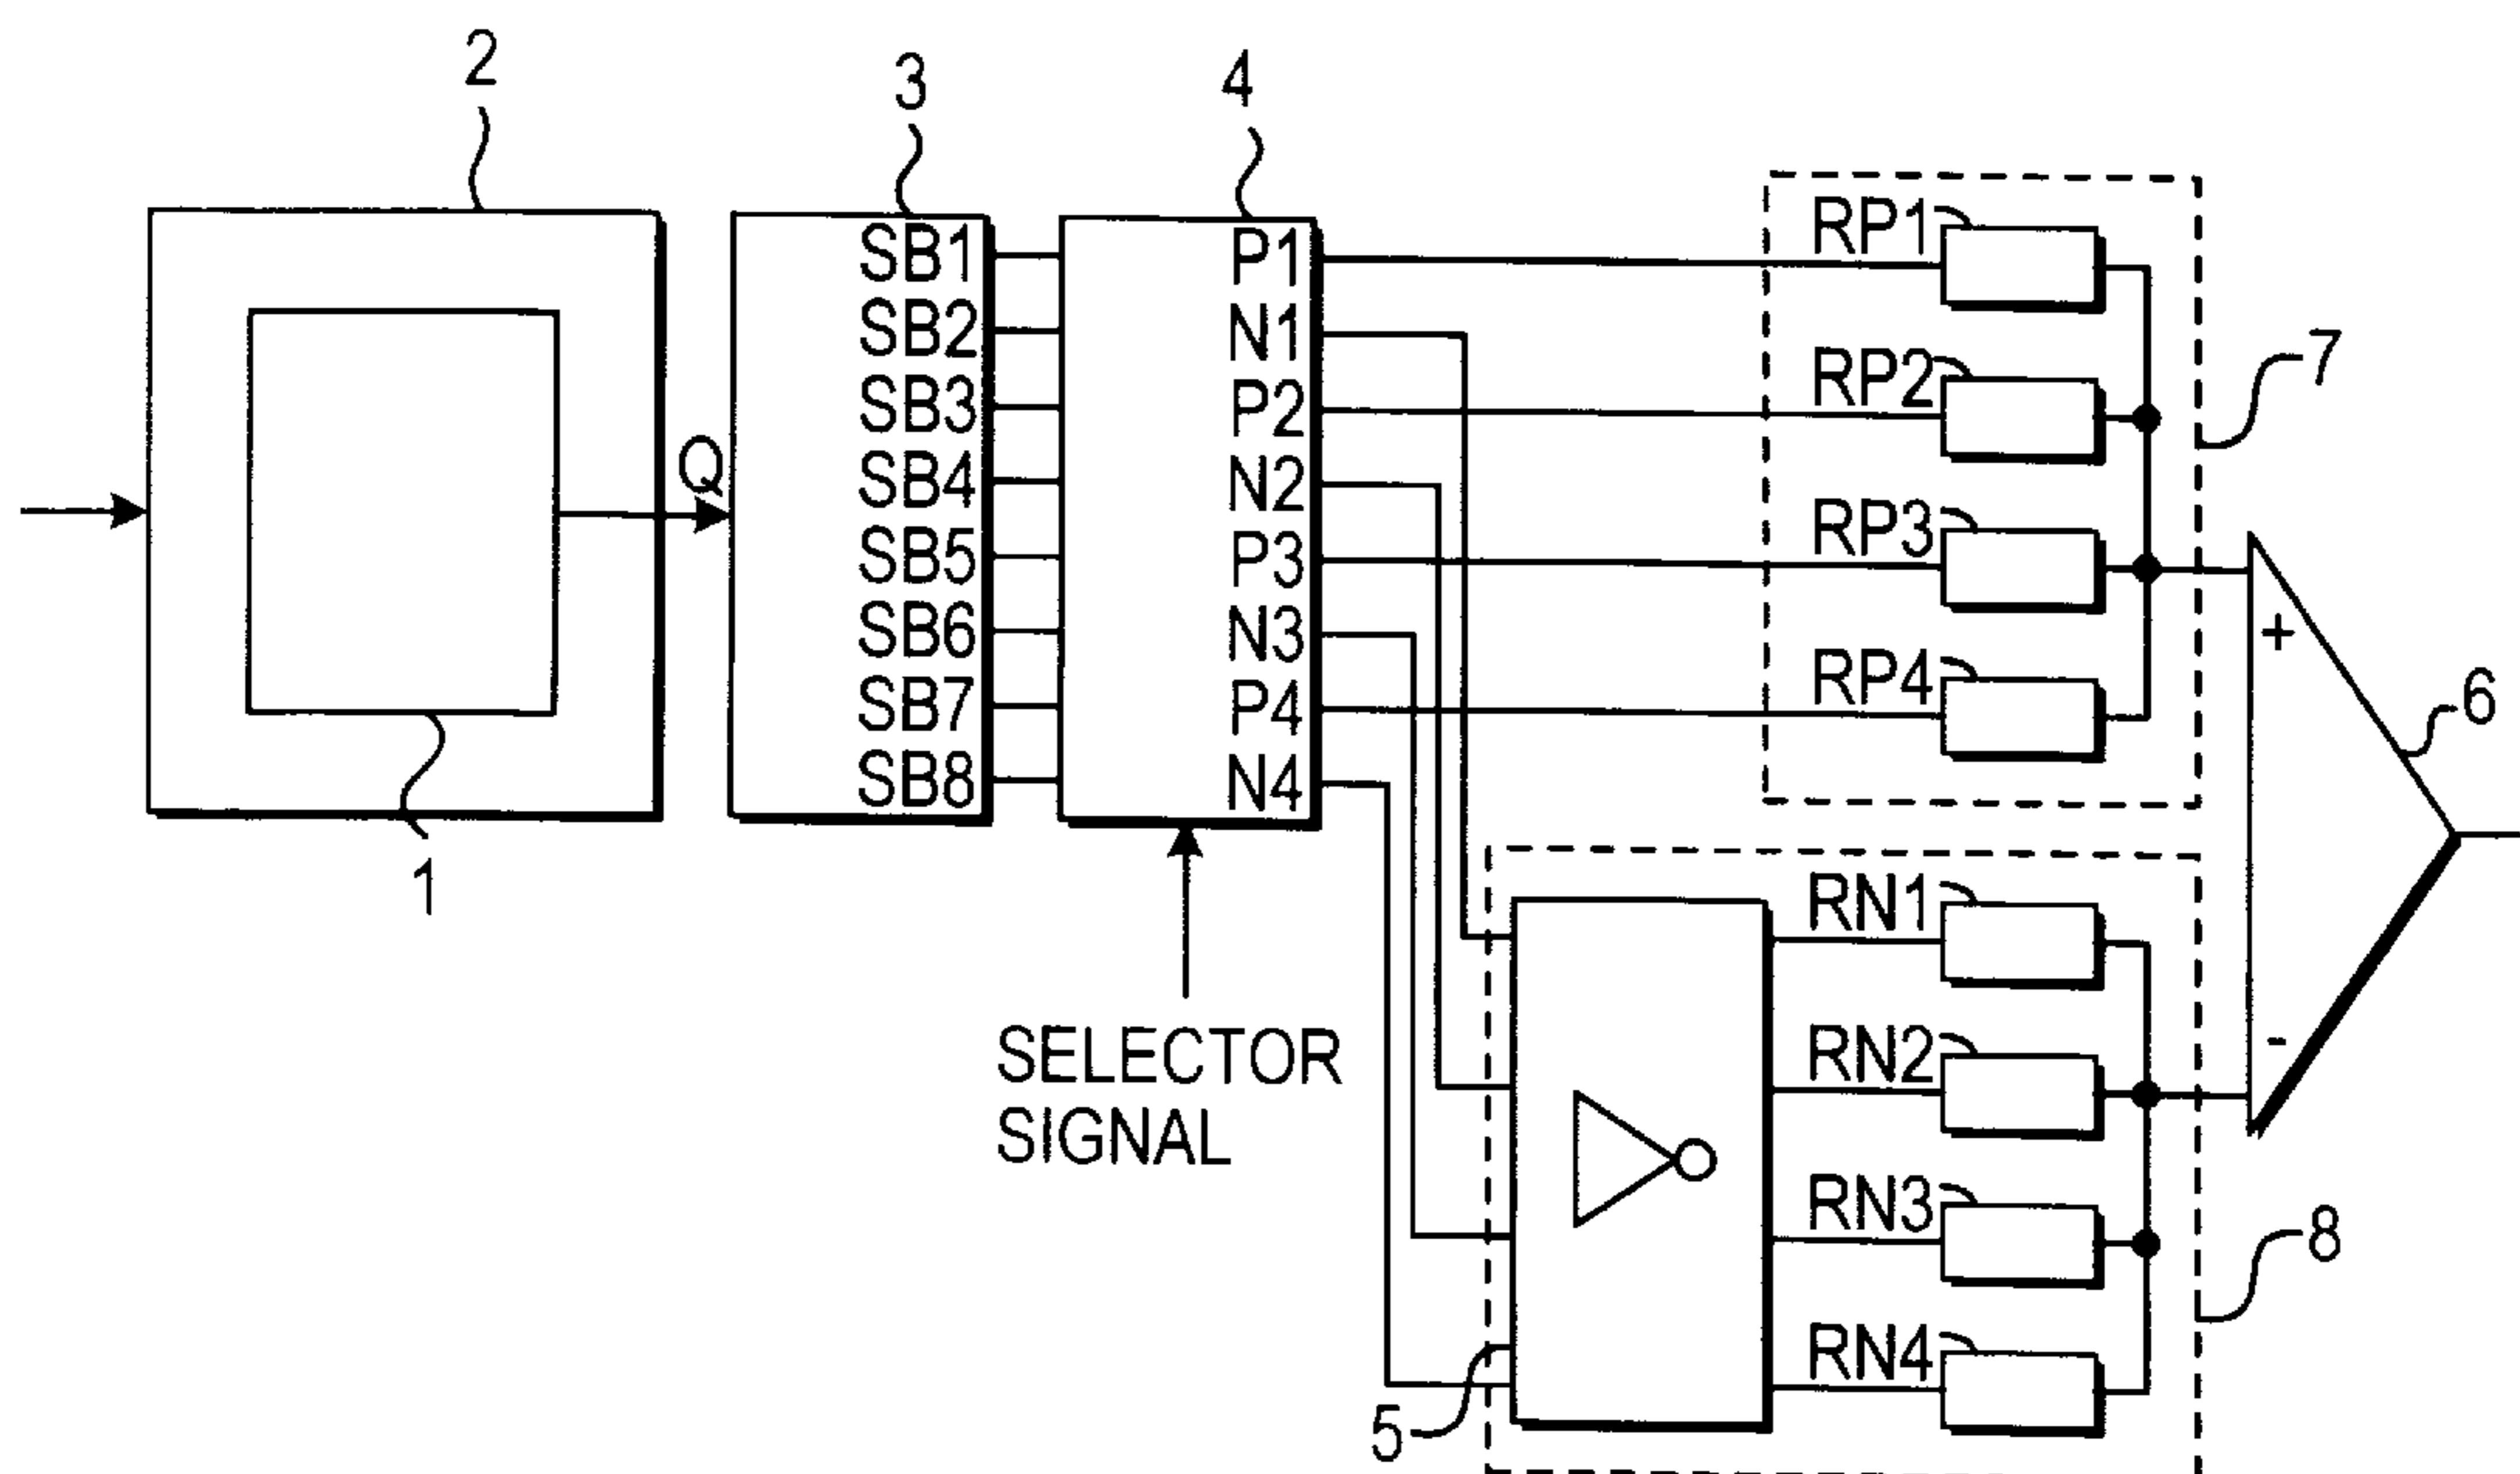 2
3
4
SB1
SB2
SB3
SB4
SB5
SB6
SB7
SB8
Q
P1
N1
P2
N2
P3
N3
P4
N4
RP1
RP2
RP3
RP4
7
+
-
6
1
SELECTOR
SIGNAL
RN1
RN2
RN3
RN4
8
5